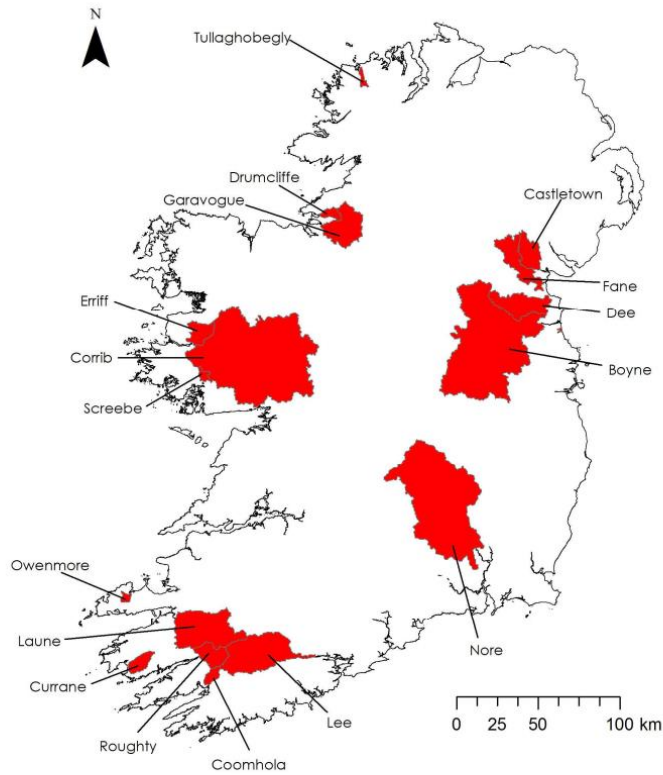 N
Tullaghobegly
Drumcliffe
Garavogue
Castletown
Fane
Erriff
Dee
Corrib
Boyne
Screebe
Owenmore
Laune
Nore
Currane
Lee
Roughty
Coomhola
0 25 50 100 km